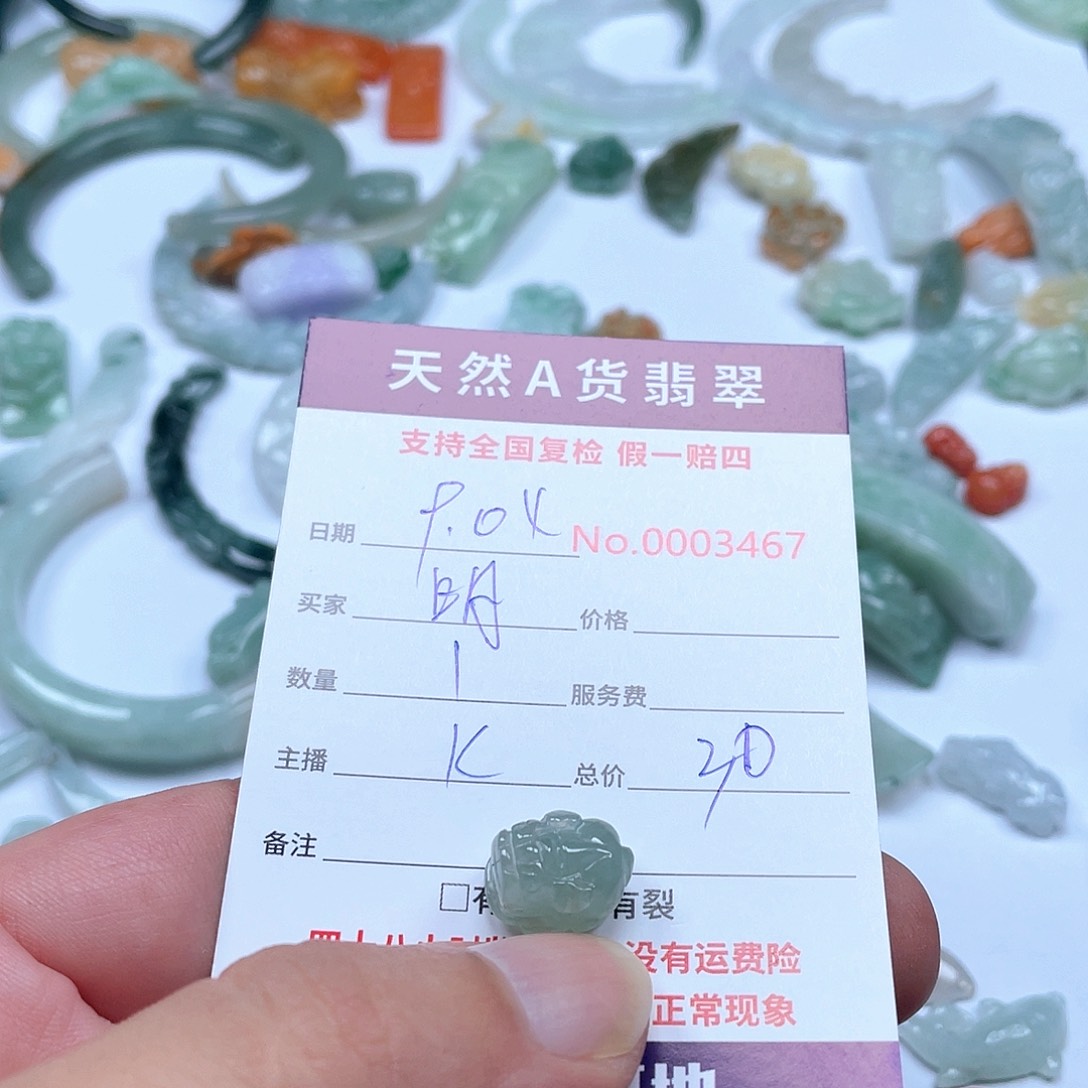 天然A货翡翠
支持全国复检 假一赔四
日期 9.04 No.0003467
买家 明 价格
数量 1 服务费
主播 K 总价
备注
□有 有裂
没有运费险
正常现象